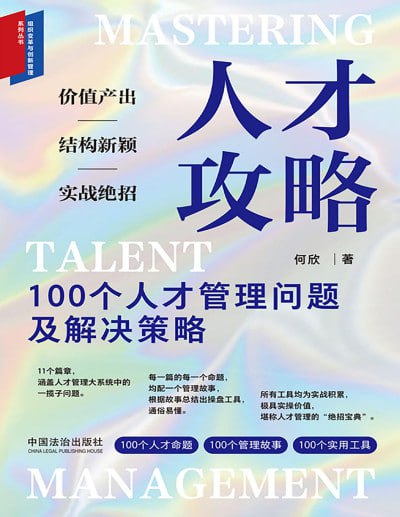 MASTERING
组织变革与创新管理
系列丛书
价值产出
结构新颖
实战绝招
人才
攻略
TALENT
何欣 著
100个人才管理问题
及解决策略
11个篇章，
涵盖人才管理大系统中的
一揽子问题。
每一篇的每一个命题，
均配一个管理故事，
根据故事总结出操盘工具，
通俗易懂。
所有工具均为实战积累，
极具实操价值，
堪称人才管理的“绝招宝典”。
中国法治出版社
CHINA LEGAL PUBLISHING HOUSE
100个人才命题
100个管理故事
100个实用工具
MANAGEMENT